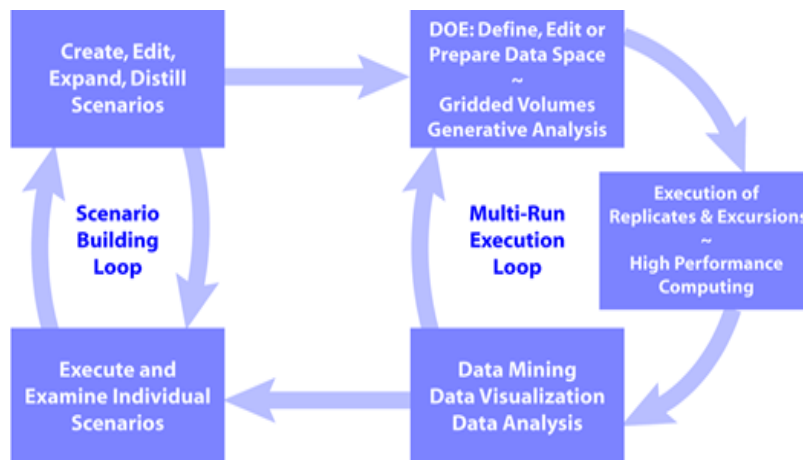 Create, Edit,
Expand, Distill
Scenarios
DOE: Define, Edit or
Prepare Data Space
~
Gridded Volumes
Generative Analysis
Scenario
Building
Loop
Multi-Run
Execution
Loop
Execution of
Replicates & Excursions
~
High Performance
Computing
Execute and
Examine Individual
Scenarios
Data Mining
Data Visualization
Data Analysis